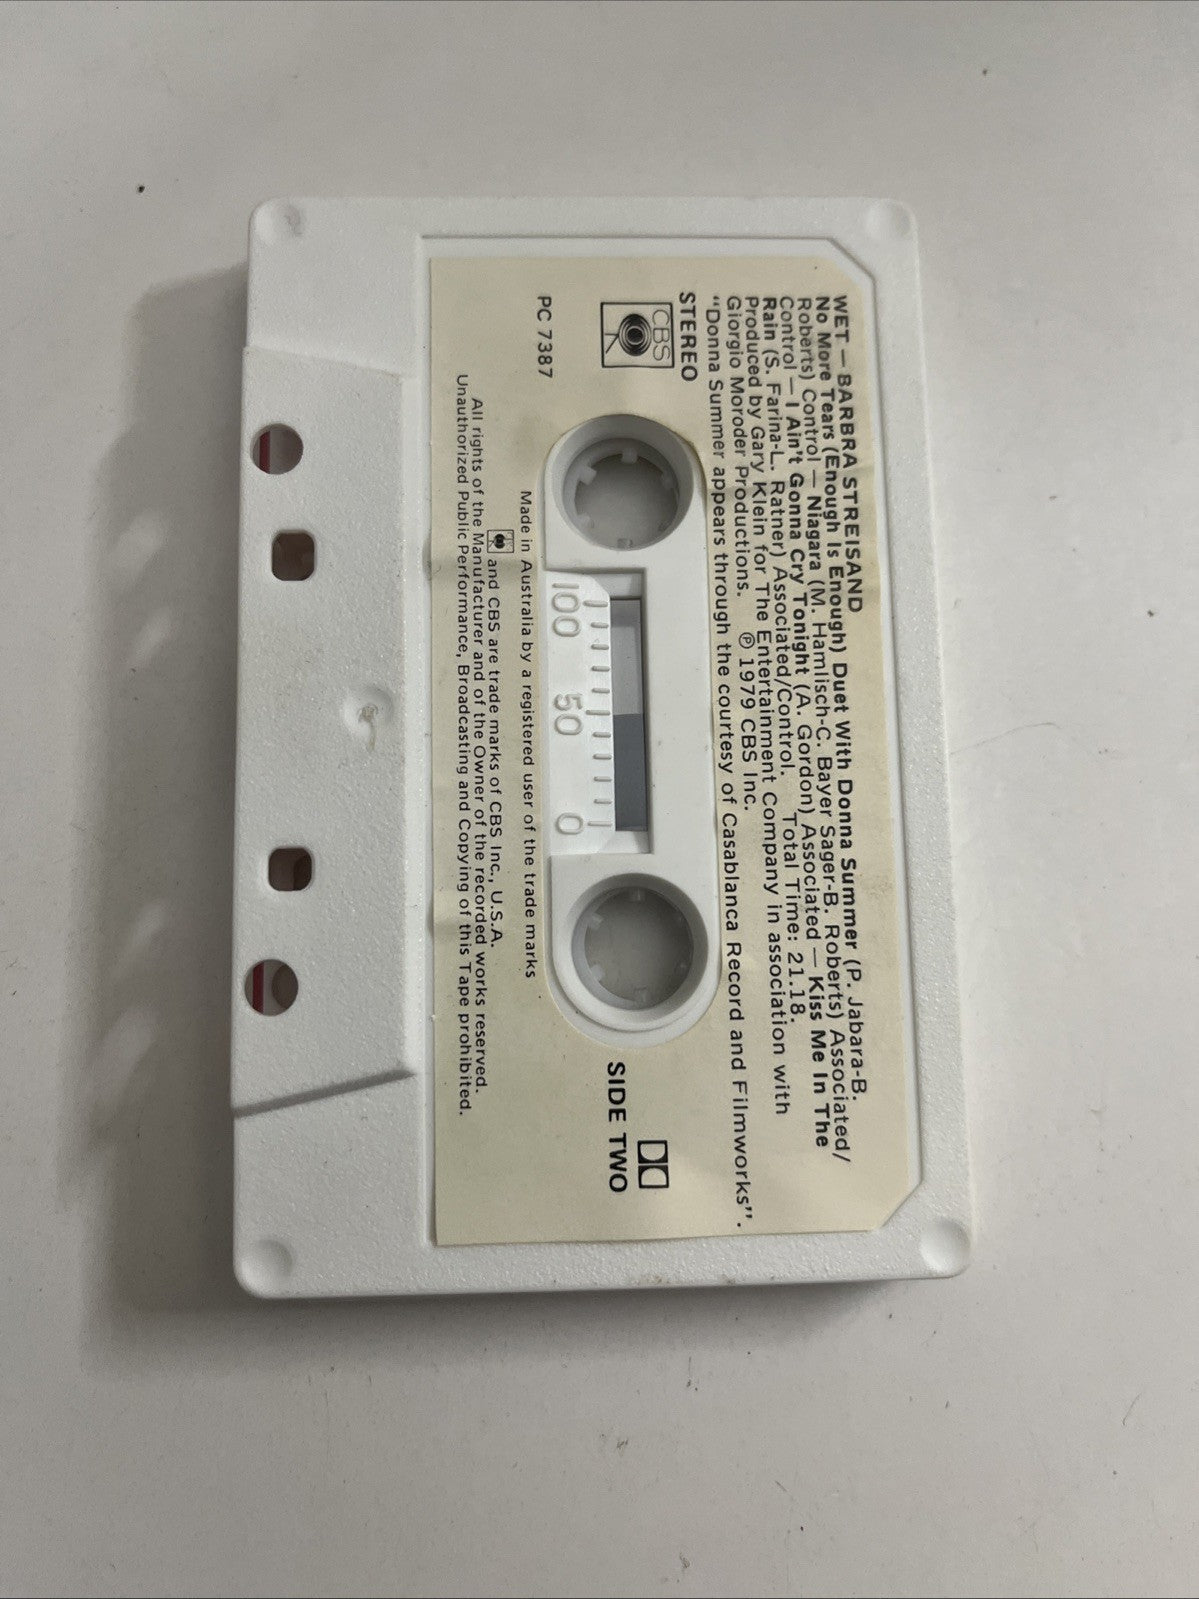 WET — BARBRA STREISAND
No More Tears (Enough Is Enough) Duet With Donna Summer (P. Jabara-B.
Roberts) Control — Niagara (M. Hamlisch-C. Bayer Sager-B. Roberts) Associated/
Control — I Ain't Gonna Cry Tonight (A. Gordon) Associated — Kiss Me In The
Rain (S. Farina-L. Ratner) Associated/Control. Total Time: 21.18.
Produced by Gary Klein for The Entertainment Company in association with
Giorgio Moroder Productions. ℗ 1979 CBS Inc.
"Donna Summer appears through the courtesy of Casablanca Record and Filmworks".
STEREO
CBS
SIDE TWO
100 50 0
PC 7387
Made in Australia by a registered user of the trade marks
and CBS are trade marks of CBS Inc., U.S.A.
All rights of the Manufacturer and of the Owner of the recorded works reserved.
Unauthorized Public Performance, Broadcasting and Copying of this Tape prohibited.